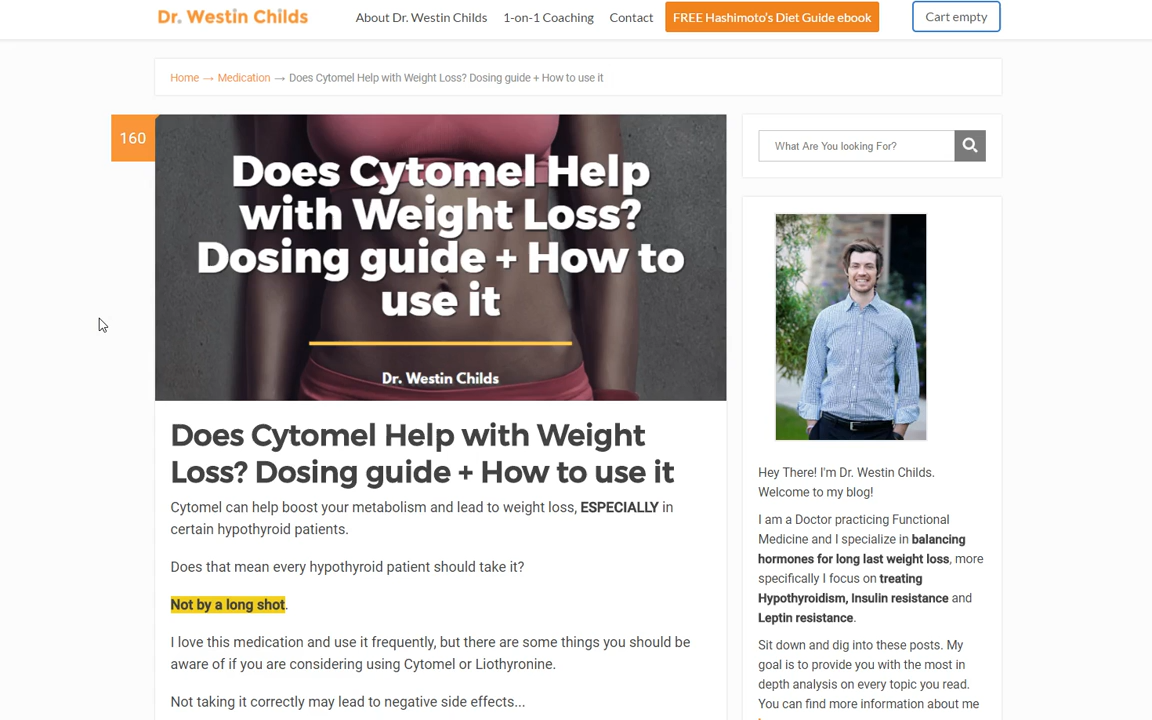 Dr. Westin Childs
About Dr. Westin Childs
1-on-1 Coaching
Contact
FREE Hashimoto's Diet Guide ebook
Cart empty
Home → Medication → Does Cytomel Help with Weight Loss? Dosing guide + How to use it
160
Does Cytomel Help
with Weight Loss?
Dosing guide + How to
use it
Dr. Westin Childs
Does Cytomel Help with Weight
Loss? Dosing guide + How to use it
Cytomel can help boost your metabolism and lead to weight loss, ESPECIALLY in
certain hypothyroid patients.
Does that mean every hypothyroid patient should take it?
Not by a long shot.
I love this medication and use it frequently, but there are some things you should be
aware of if you are considering using Cytomel or Liothyronine.
Not taking it correctly may lead to negative side effects...
What Are You looking For?
Hey There! I'm Dr. Westin Childs.
Welcome to my blog!
I am a Doctor practicing Functional
Medicine and I specialize in balancing
hormones for long last weight loss, more
specifically I focus on treating
Hypothyroidism, Insulin resistance and
Leptin resistance.
Sit down and dig into these posts. My
goal is to provide you with the most in
depth analysis on every topic you read.
You can find more information about me